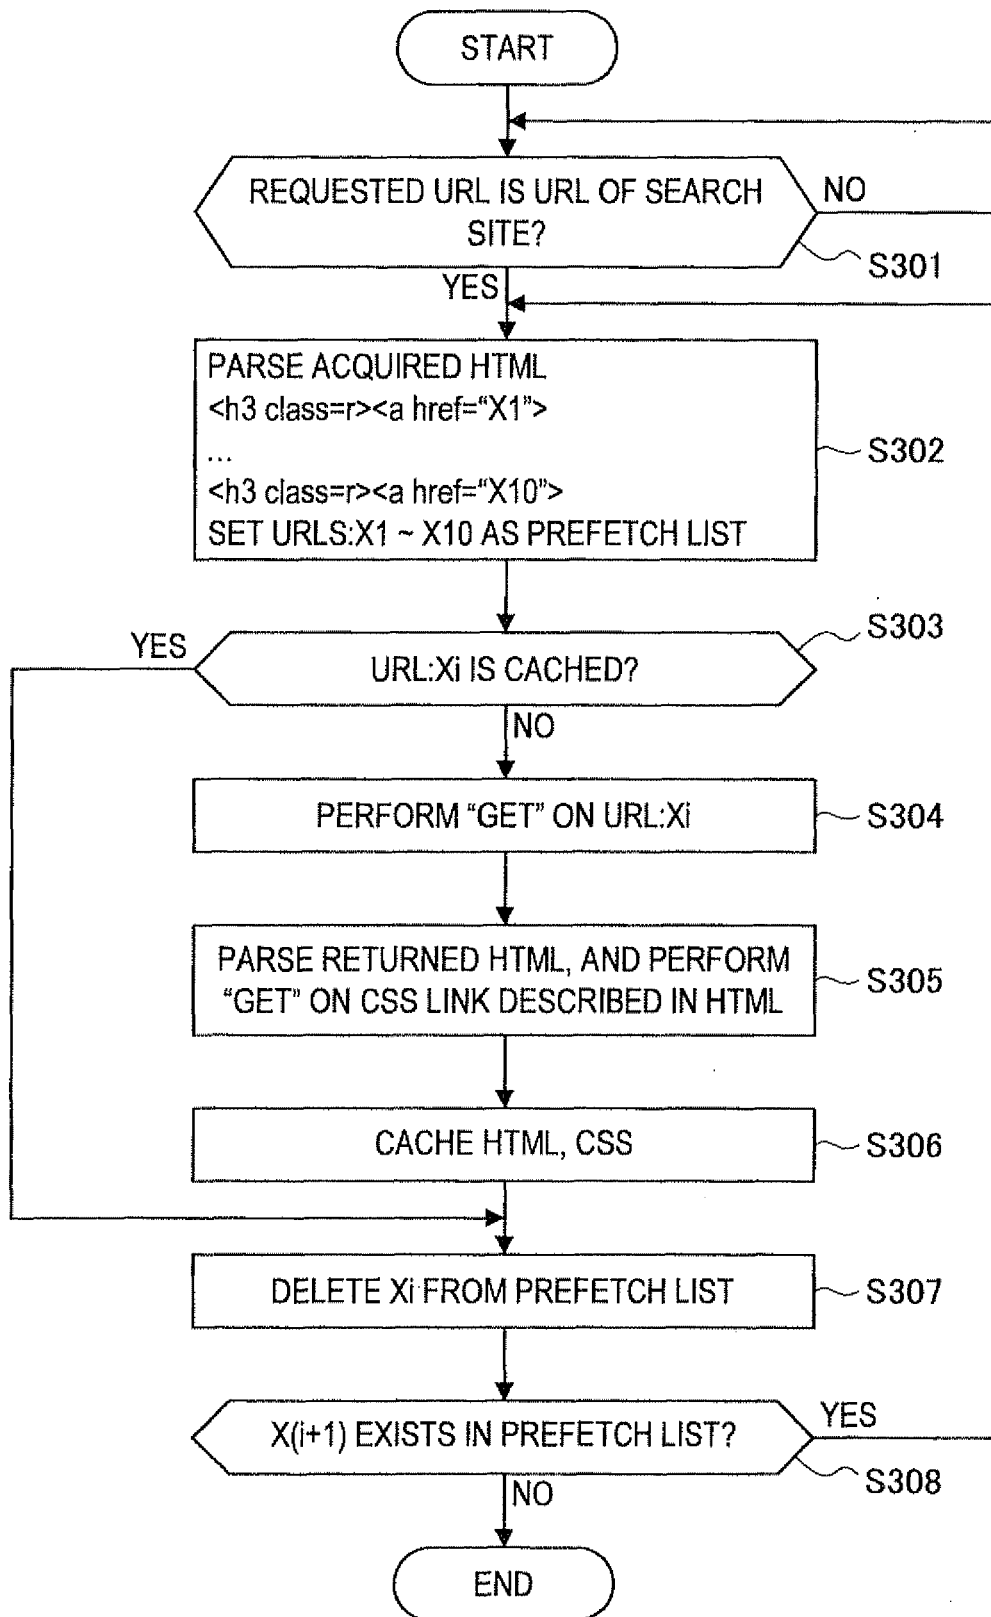 START
REQUESTED URL IS URL OF SEARCH
SITE?
NO
S301
YES
PARSE ACQUIRED HTML
<h3 class=r><a href=“X1”>
...
<h3 class=r><a href=“X10”>
SET URLS:X1 ~ X10 AS PREFETCH LIST
S302
S303
YES
URL:Xi IS CACHED?
NO
PERFORM “GET” ON URL:Xi
S304
PARSE RETURNED HTML, AND PERFORM
“GET” ON CSS LINK DESCRIBED IN HTML
S305
CACHE HTML, CSS
S306
DELETE Xi FROM PREFETCH LIST
S307
X(i+1) EXISTS IN PREFETCH LIST?
YES
S308
NO
END